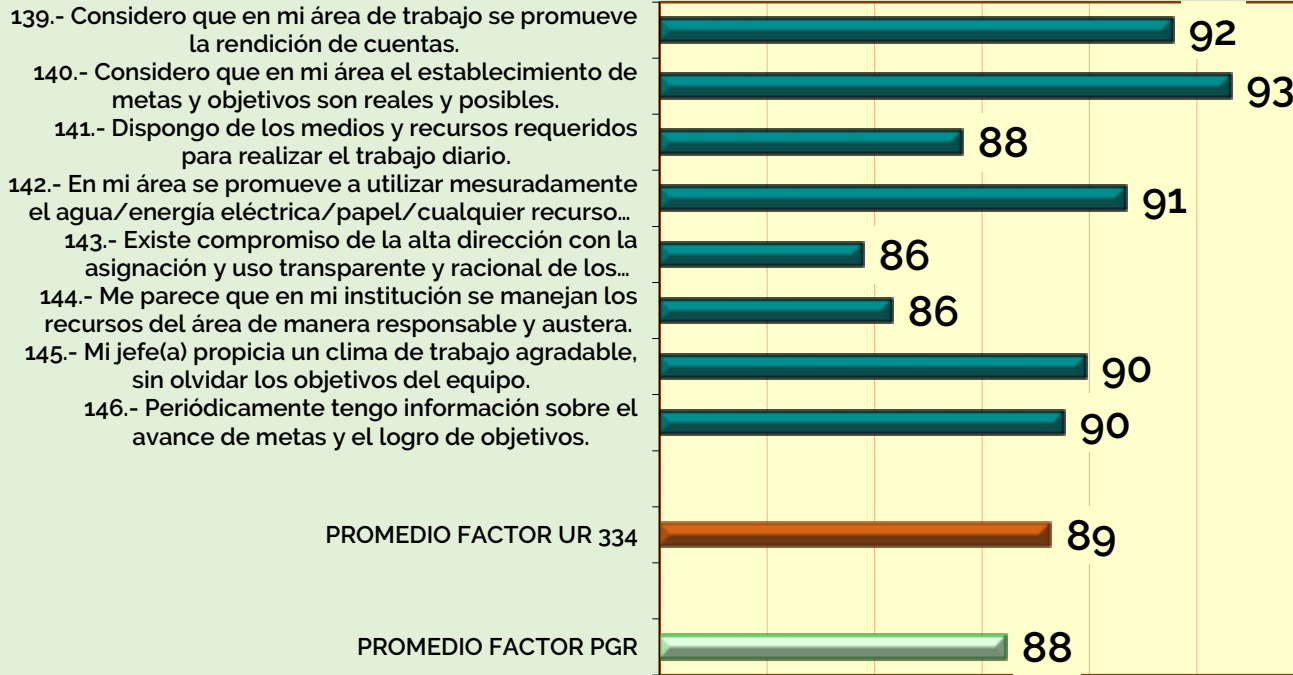 139.- Considero que en mi área de trabajo se promueve
la rendición de cuentas.
92
140.- Considero que en mi área el establecimiento de
metas y objetivos son reales y posibles.
93
141.- Dispongo de los medios y recursos requeridos
para realizar el trabajo diario.
88
142.- En mi área se promueve a utilizar mesuradamente
el agua/energía eléctrica/papel/cualquier recurso...
91
143.- Existe compromiso de la alta dirección con la
asignación y uso transparente y racional de los...
86
144.- Me parece que en mi institución se manejan los
recursos del área de manera responsable y austera.
86
145.- Mi jefe(a) propicia un clima de trabajo agradable,
sin olvidar los objetivos del equipo.
90
146.- Periódicamente tengo información sobre el
avance de metas y el logro de objetivos.
90
PROMEDIO FACTOR UR 334
89
PROMEDIO FACTOR PGR
88